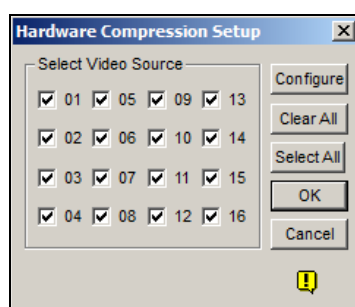 Hardware Compression Setup
Select Video Source
01 05 09 13
02 06 10 14
03 07 11 15
04 08 12 16
Configure
Clear All
Select All
OK
Cancel
!